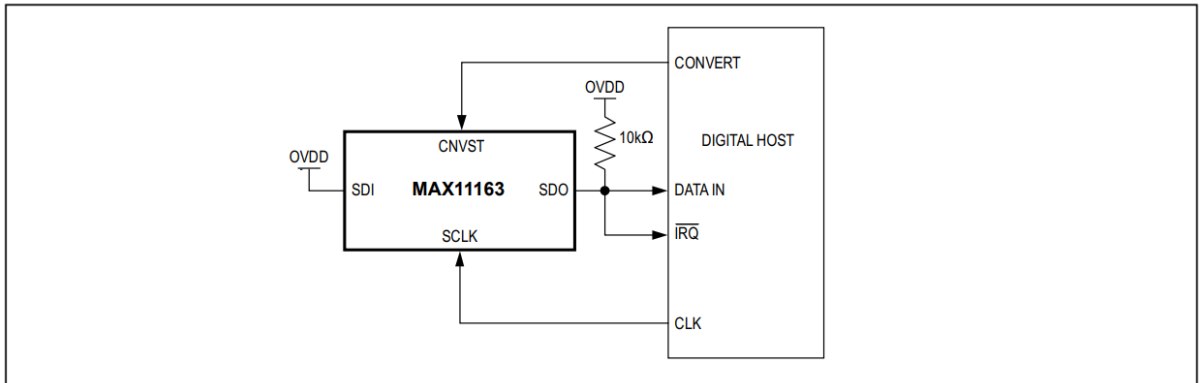 CONVERT
OVDD
10kΩ
DIGITAL HOST
CNVST
OVDD
SDI
MAX11163
SDO
DATA IN
IRQ
SCLK
CLK